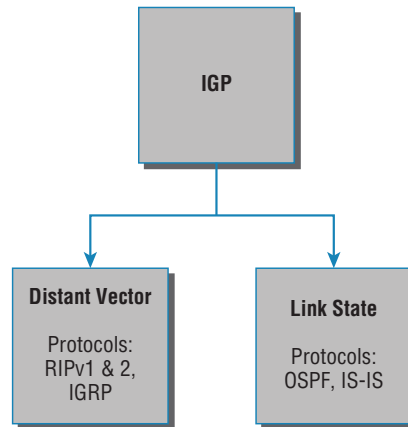 IGP
Distant Vector
Protocols:
RIPv1 & 2,
IGRP
Link State
Protocols:
OSPF, IS-IS